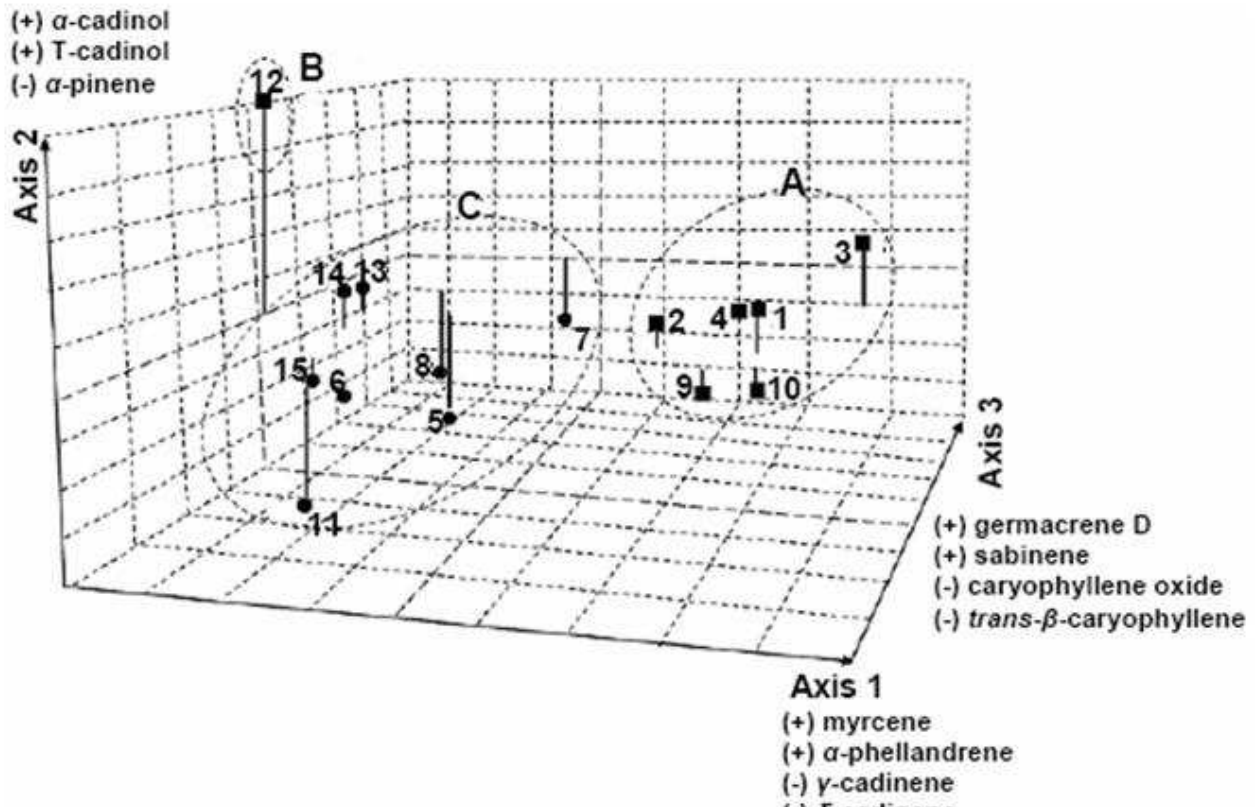 (+) α-cadinol
(+) T-cadinol
(-) α-pinene
12
B
Axis 2
A
C
3
14
13
2
4
1
7
8
15
6
9
10
5
11
Axis 3
(+) germacrene D
(+) sabinene
(-) caryophyllene oxide
(-) trans-β-caryophyllene
Axis 1
(+) myrcene
(+) α-phellandrene
(-) γ-cadinene